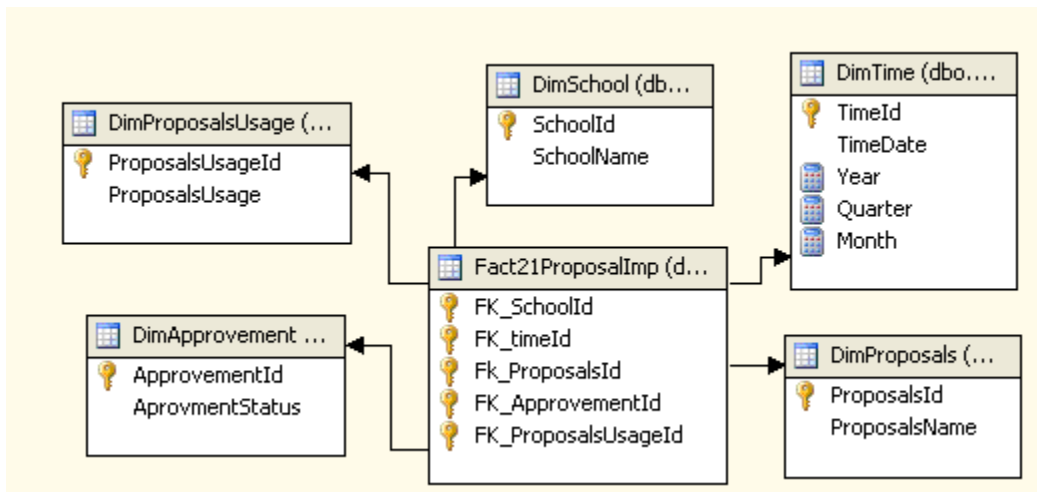 DimProposalsUsage (...
ProposalsUsageId
ProposalsUsage
DimSchool (db...
SchoolId
SchoolName
DimTime (dbo....
TimeId
TimeDate
Year
Quarter
Month
Fact21ProposalImp (d...
FK_SchoolId
FK_timeId
Fk_ProposalsId
FK_ApprovementId
FK_ProposalsUsageId
DimApprovement ...
ApprovementId
AprovmentStatus
DimProposals (...
ProposalsId
ProposalsName